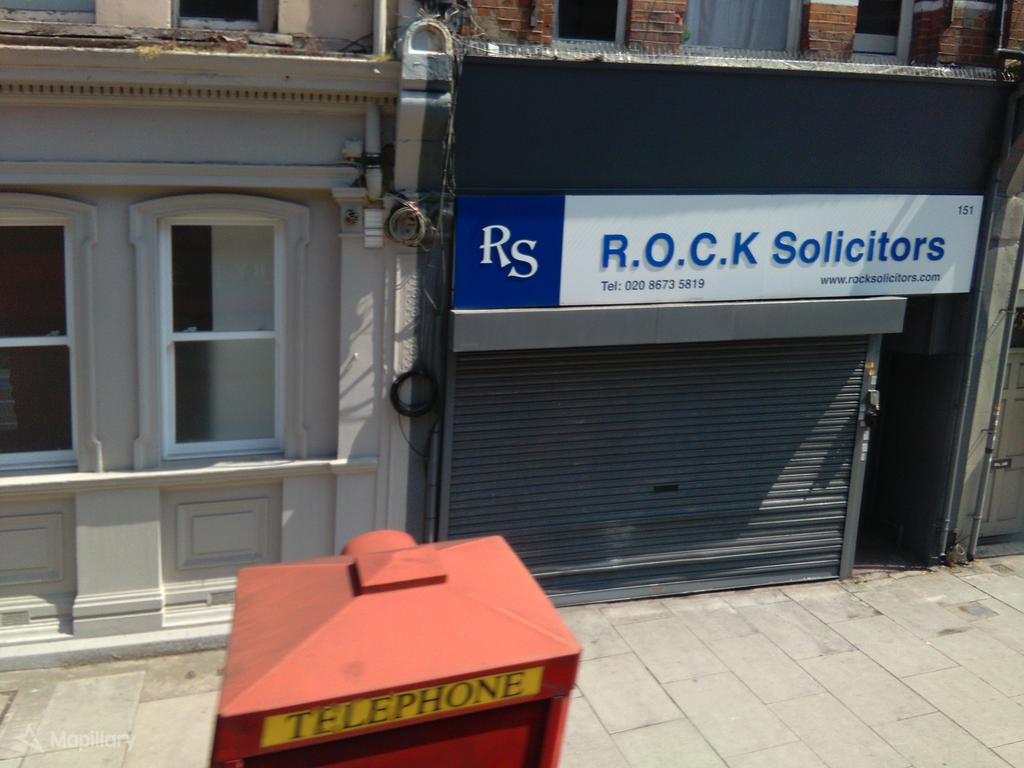 151
RS
R.O.C.K Solicitors
Tel: 020 8673 5819
www.rocksolicitors.com
TELEPHONE
Mapillary